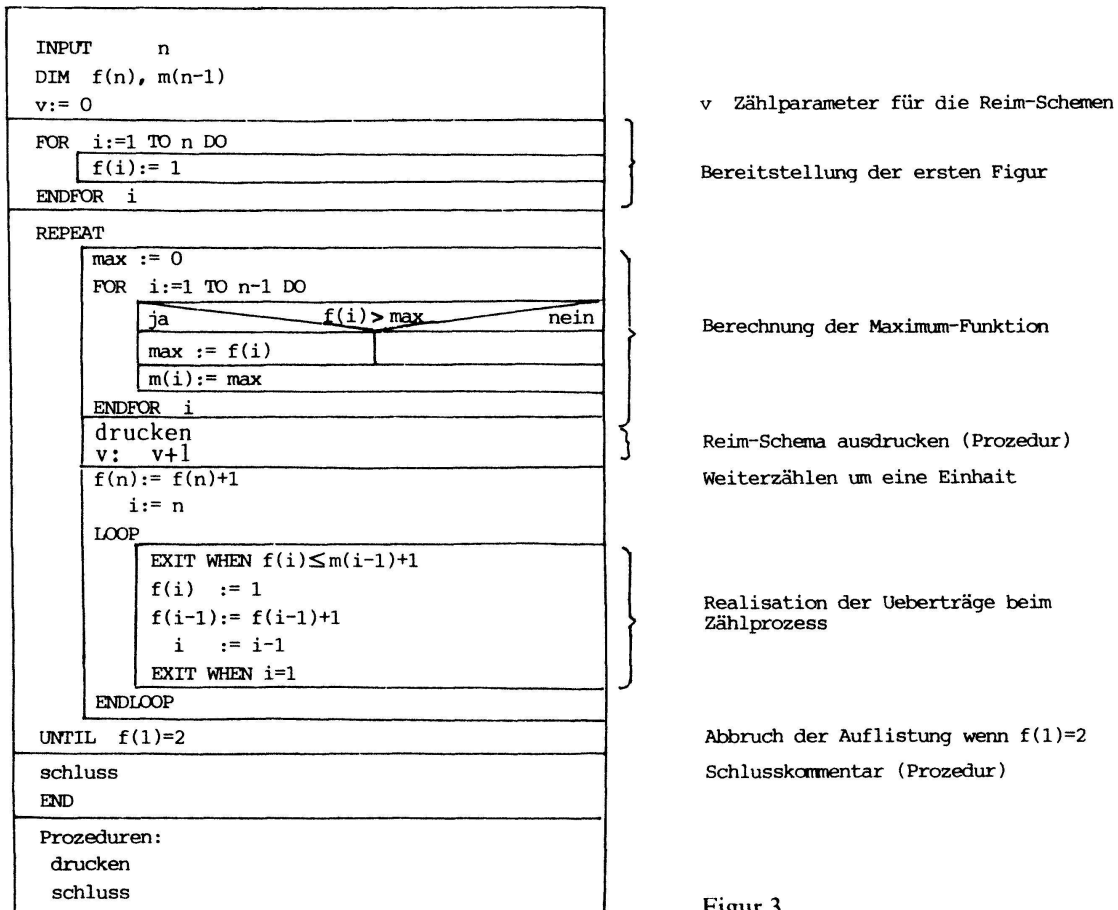 INPUT n
DIM f(n), m(n-1)
v:= 0
v Zählparameter für die Reim-Schemen
FOR i:=1 TO n DO
f(i):= 1
ENDFOR i
Bereitstellung der ersten Figur
REPEAT
max := 0
FOR i:=1 TO n-1 DO
ja f(i)> max nein
max := f(i)
m(i):= max
ENDFOR i
Berechnung der Maximum-Funktion
drucken
v: v+1
Reim-Schema ausdrucken (Prozedur)
f(n):= f(n)+1
Weiterzählen um eine Einhait
i:= n
LOOP
EXIT WHEN f(i)≤m(i-1)+1
f(i) := 1
f(i-1):= f(i-1)+1
i := i-1
EXIT WHEN i=1
ENDLOOP
Realisation der Ueberträge beim
Zählprozess
UNTIL f(1)=2
Abbruch der Auflistung wenn f(1)=2
schluss
Schlusskommentar (Prozedur)
END
Prozeduren:
drucken
schluss
Figur 3